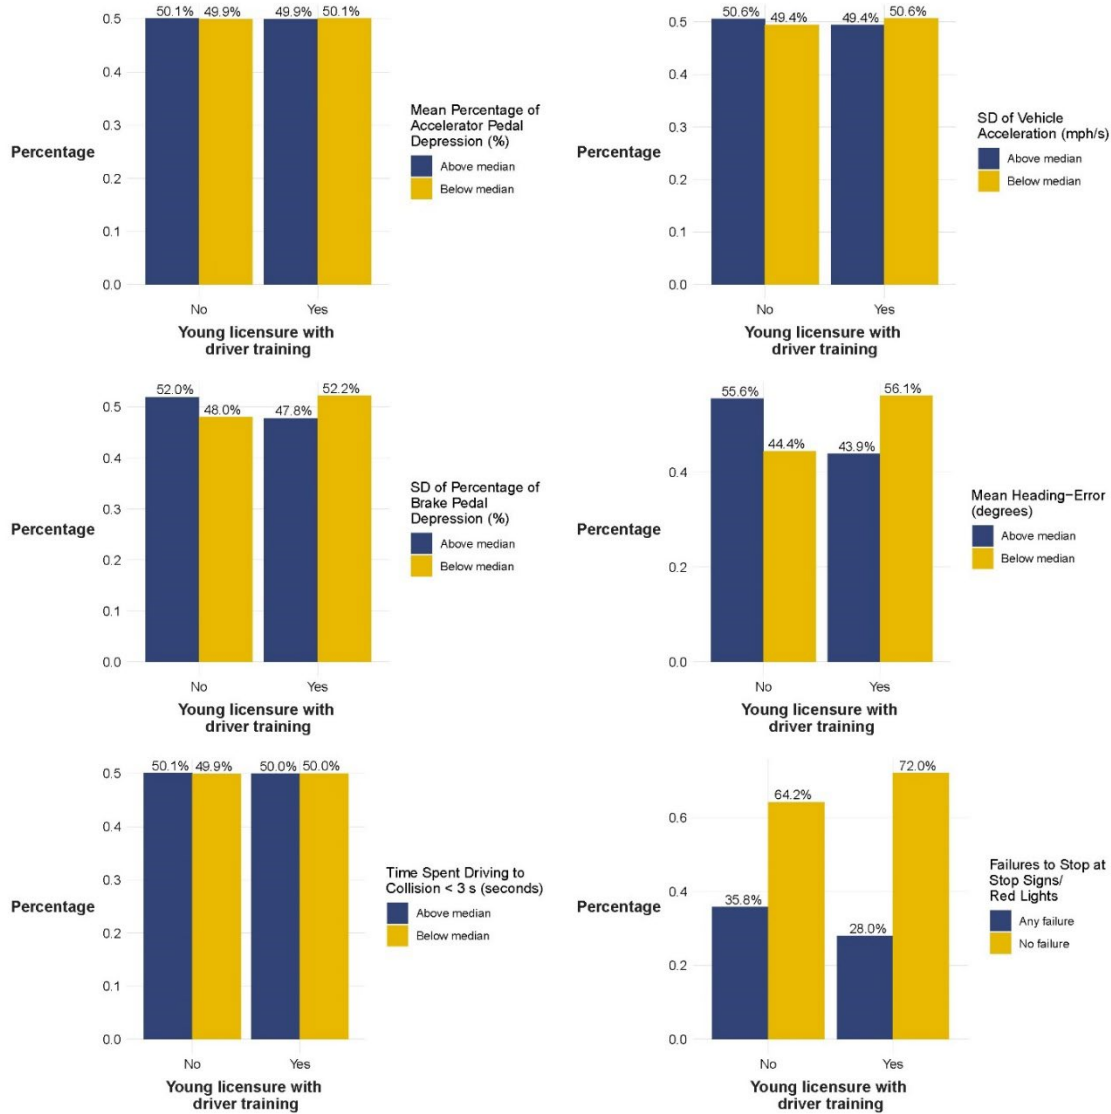 50.1% 49.9% 49.9% 50.1%
0.5
0.4
0.3
0.2
0.1
0.0
Percentage
No Yes
Young licensure with
driver training
Mean Percentage of
Accelerator Pedal
Depression (%)
Above median
Below median
50.6% 49.4% 49.4% 50.6%
0.5
0.4
0.3
0.2
0.1
0.0
Percentage
No Yes
Young licensure with
driver training
SD of Vehicle
Acceleration (mph/s)
Above median
Below median
52.0% 48.0% 47.8% 52.2%
0.5
0.4
0.3
0.2
0.1
0.0
Percentage
No Yes
Young licensure with
driver training
SD of Percentage of
Brake Pedal
Depression (%)
Above median
Below median
55.6% 44.4% 43.9% 56.1%
0.4
0.2
0.0
Percentage
No Yes
Young licensure with
driver training
Mean Heading−Error
(degrees)
Above median
Below median
50.1% 49.9% 50.0% 50.0%
0.5
0.4
0.3
0.2
0.1
0.0
Percentage
No Yes
Young licensure with
driver training
Time Spent Driving to
Collision < 3 s (seconds)
Above median
Below median
35.8% 64.2% 28.0% 72.0%
0.6
0.4
0.2
0.0
Percentage
No Yes
Young licensure with
driver training
Failures to Stop at
Stop Signs/
Red Lights
Any failure
No failure